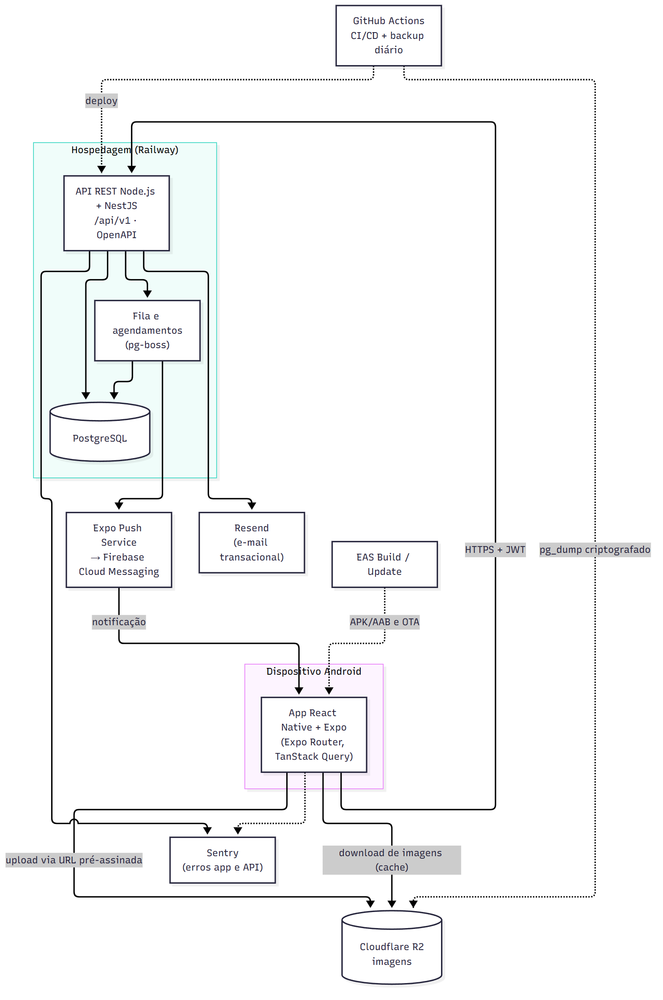 GitHub Actions
CI/CD + backup
diário
deploy
Hospedagem (Railway)
API REST Node.js
+ NestJS
/api/v1 ·
OpenAPI
Fila e
agendamentos
(pg-boss)
PostgreSQL
Expo Push
Service
→ Firebase
Cloud Messaging
Resend
(e-mail
transacional)
EAS Build /
Update
HTTPS + JWT
pg_dump criptografado
notificação
APK/AAB e OTA
Dispositivo Android
App React
Native + Expo
(Expo Router,
TanStack Query)
upload via URL pré-assinada
Sentry
(erros app e API)
download de imagens
(cache)
Cloudflare R2
imagens